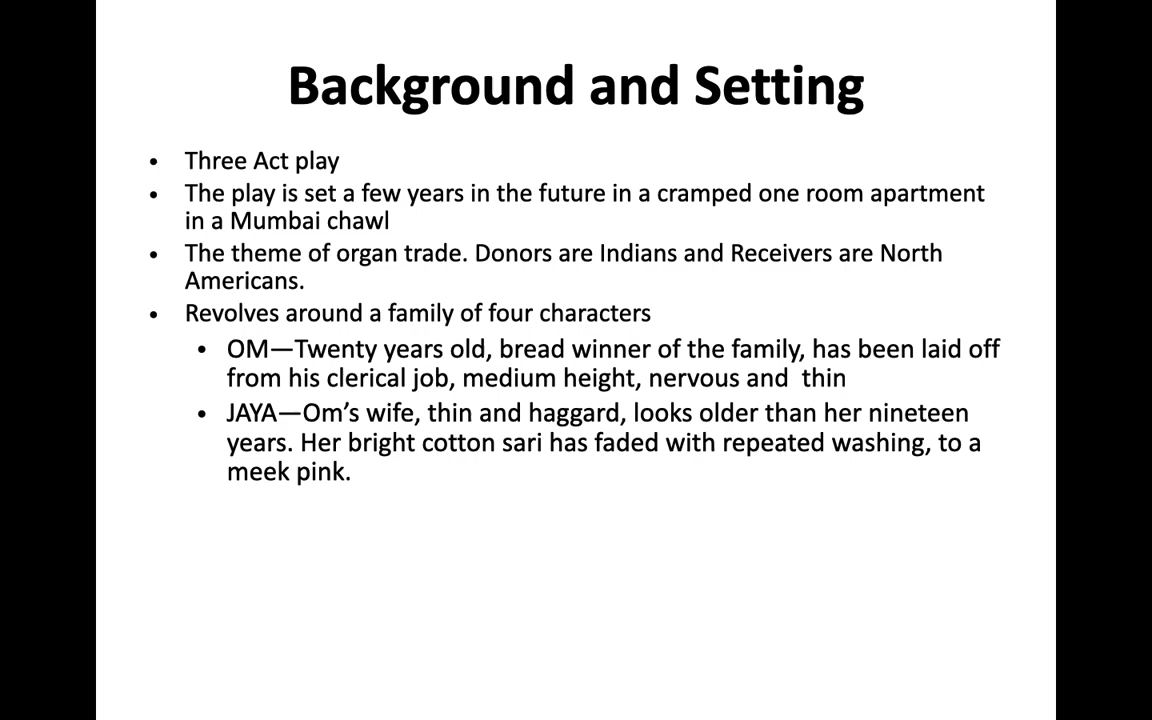 Background and Setting
• Three Act play
• The play is set a few years in the future in a cramped one room apartment
in a Mumbai chawl
• The theme of organ trade. Donors are Indians and Receivers are North
Americans.
• Revolves around a family of four characters
• OM—Twenty years old, bread winner of the family, has been laid off
from his clerical job, medium height, nervous and  thin
• JAYA—Om’s wife, thin and haggard, looks older than her nineteen
years. Her bright cotton sari has faded with repeated washing, to a
meek pink.